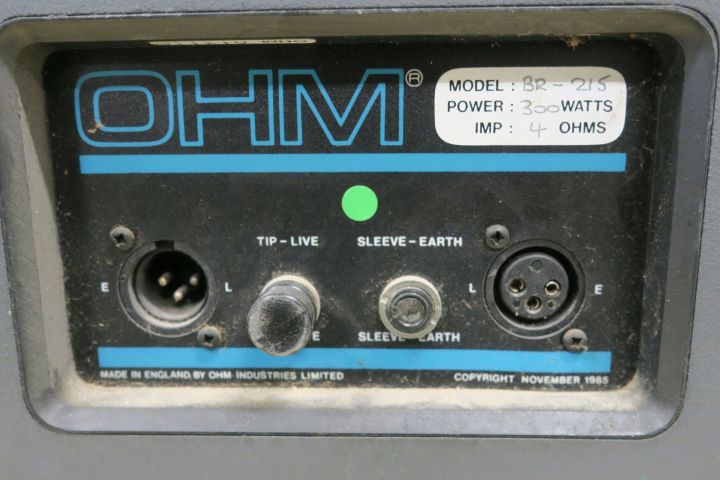 OHM®
MODEL: BR-215
POWER: 300 WATTS
IMP: 4 OHMS
TIP-LIVE
SLEEVE-EARTH
E
L
L
E
SLEEVE-EARTH
MADE IN ENGLAND BY OHM INDUSTRIES LIMITED
COPYRIGHT NOVEMBER 1985